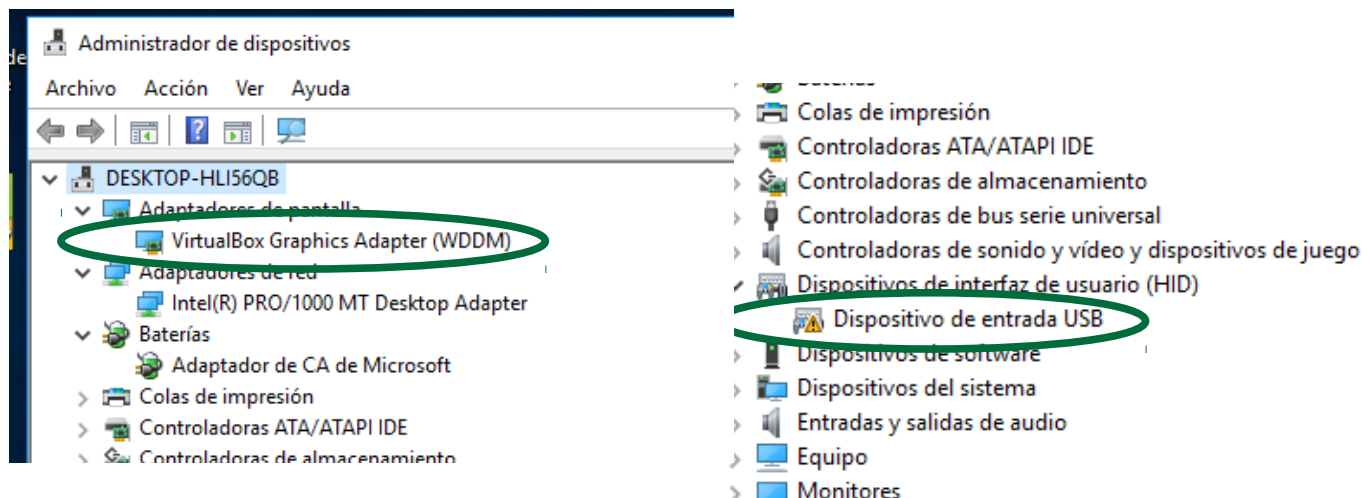 de
Administrador de dispositivos
Archivo Acción Ver Ayuda
DESKTOP-HLI56QB
Adaptadores de pantalla
VirtualBox Graphics Adapter (WDDM)
Adaptadores de red
Intel(R) PRO/1000 MT Desktop Adapter
Baterías
Adaptador de CA de Microsoft
Colas de impresión
Controladoras ATA/ATAPI IDE
Controladoras de almacenamiento
Baterías
Colas de impresión
Controladoras ATA/ATAPI IDE
Controladoras de almacenamiento
Controladoras de bus serie universal
Controladoras de sonido y vídeo y dispositivos de juego
Dispositivos de interfaz de usuario (HID)
Dispositivo de entrada USB
Dispositivos de software
Dispositivos del sistema
Entradas y salidas de audio
Equipo
Monitores